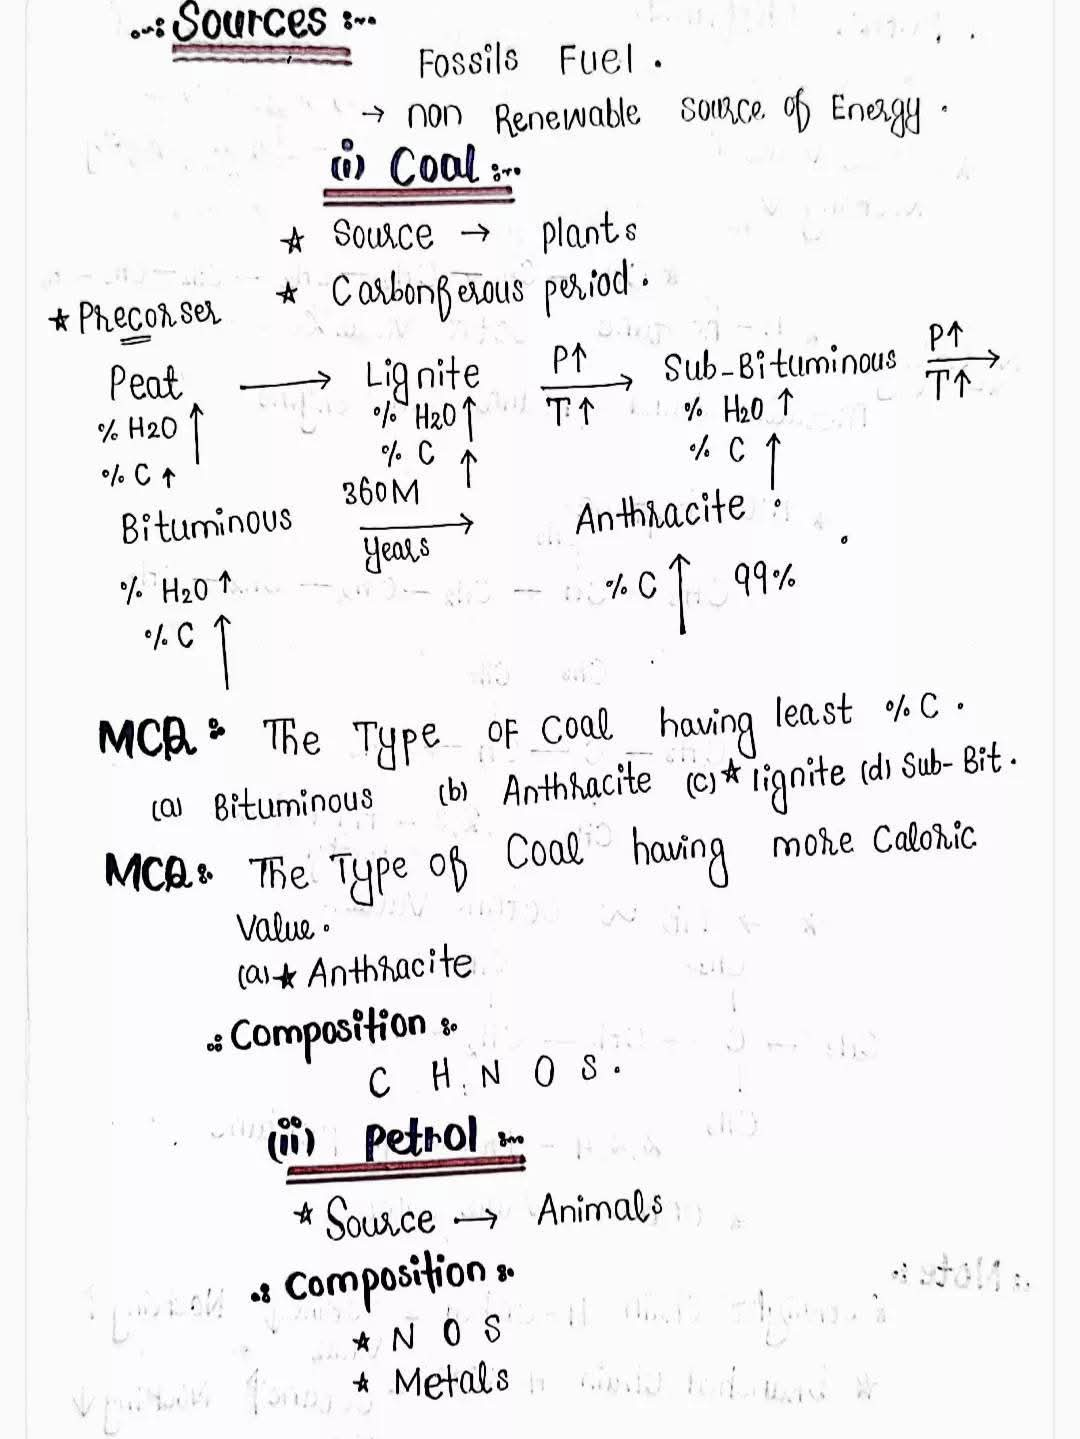 Sources
Fossils Fuel.
→ non Renewable source of Energy.
(i) Coal
★ Source → plants
★ Carbonferous period.
★ Precorser
Peat → Lignite P↑ T↑ → Sub-Bituminous P↑ T↑ →
% H2O ↑ % H2O ↑ % H2O ↑
% C ↑ % C ↑ % C ↑
Bituminous 360M Years → Anthracite.
% H2O ↑ % C ↑ 99%
% C ↑
MCQ: The Type OF Coal having least % C.
(a) Bituminous (b) Anthracite (c)★ lignite (d) Sub-Bit.
MCQ: The Type of Coal having more Caloric
Value.
(a)★ Anthracite
Composition
C H N O S.
(ii) Petrol
★ Source → Animals
Composition
★ N O S
★ Metals